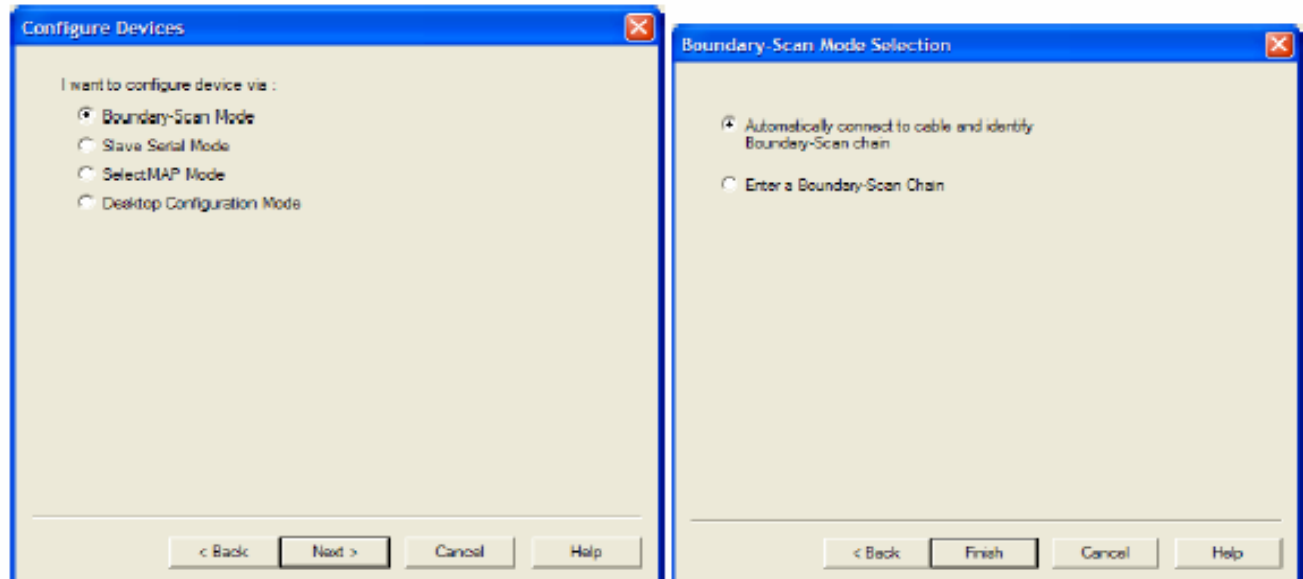 Configure Devices
I want to configure device via :
Boundary-Scan Mode
Slave Serial Mode
SelectMAP Mode
Desktop Configuration Mode
< Back
Next >
Cancel
Help
Boundary-Scan Mode Selection
Automatically connect to cable and identify
Boundary-Scan chain
Enter a Boundary-Scan Chain
< Back
Finish
Cancel
Help